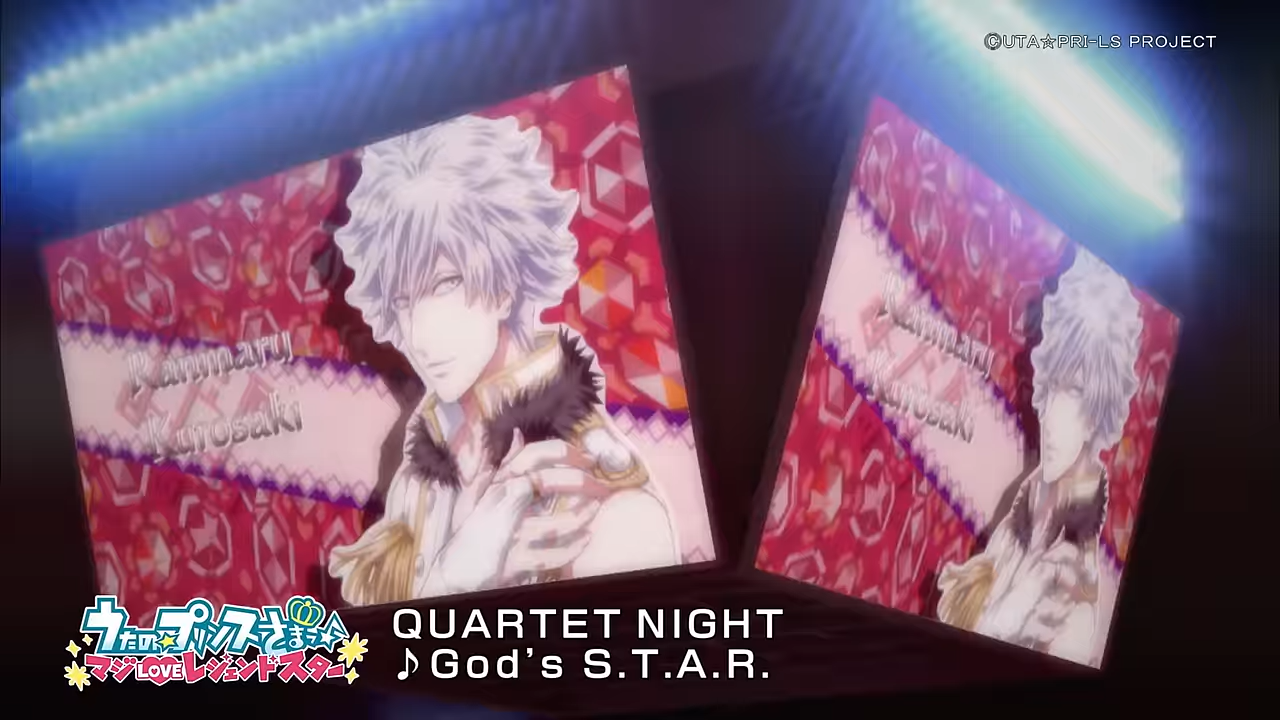 ©UTA☆PRI-LS PROJECT
Ranmaru
Kurosaki
Ranmaru
Kurosaki
うたの☆プリンスさまっ♪
マジLOVEレジェンドスター
QUARTET NIGHT
♪God's S.T.A.R.